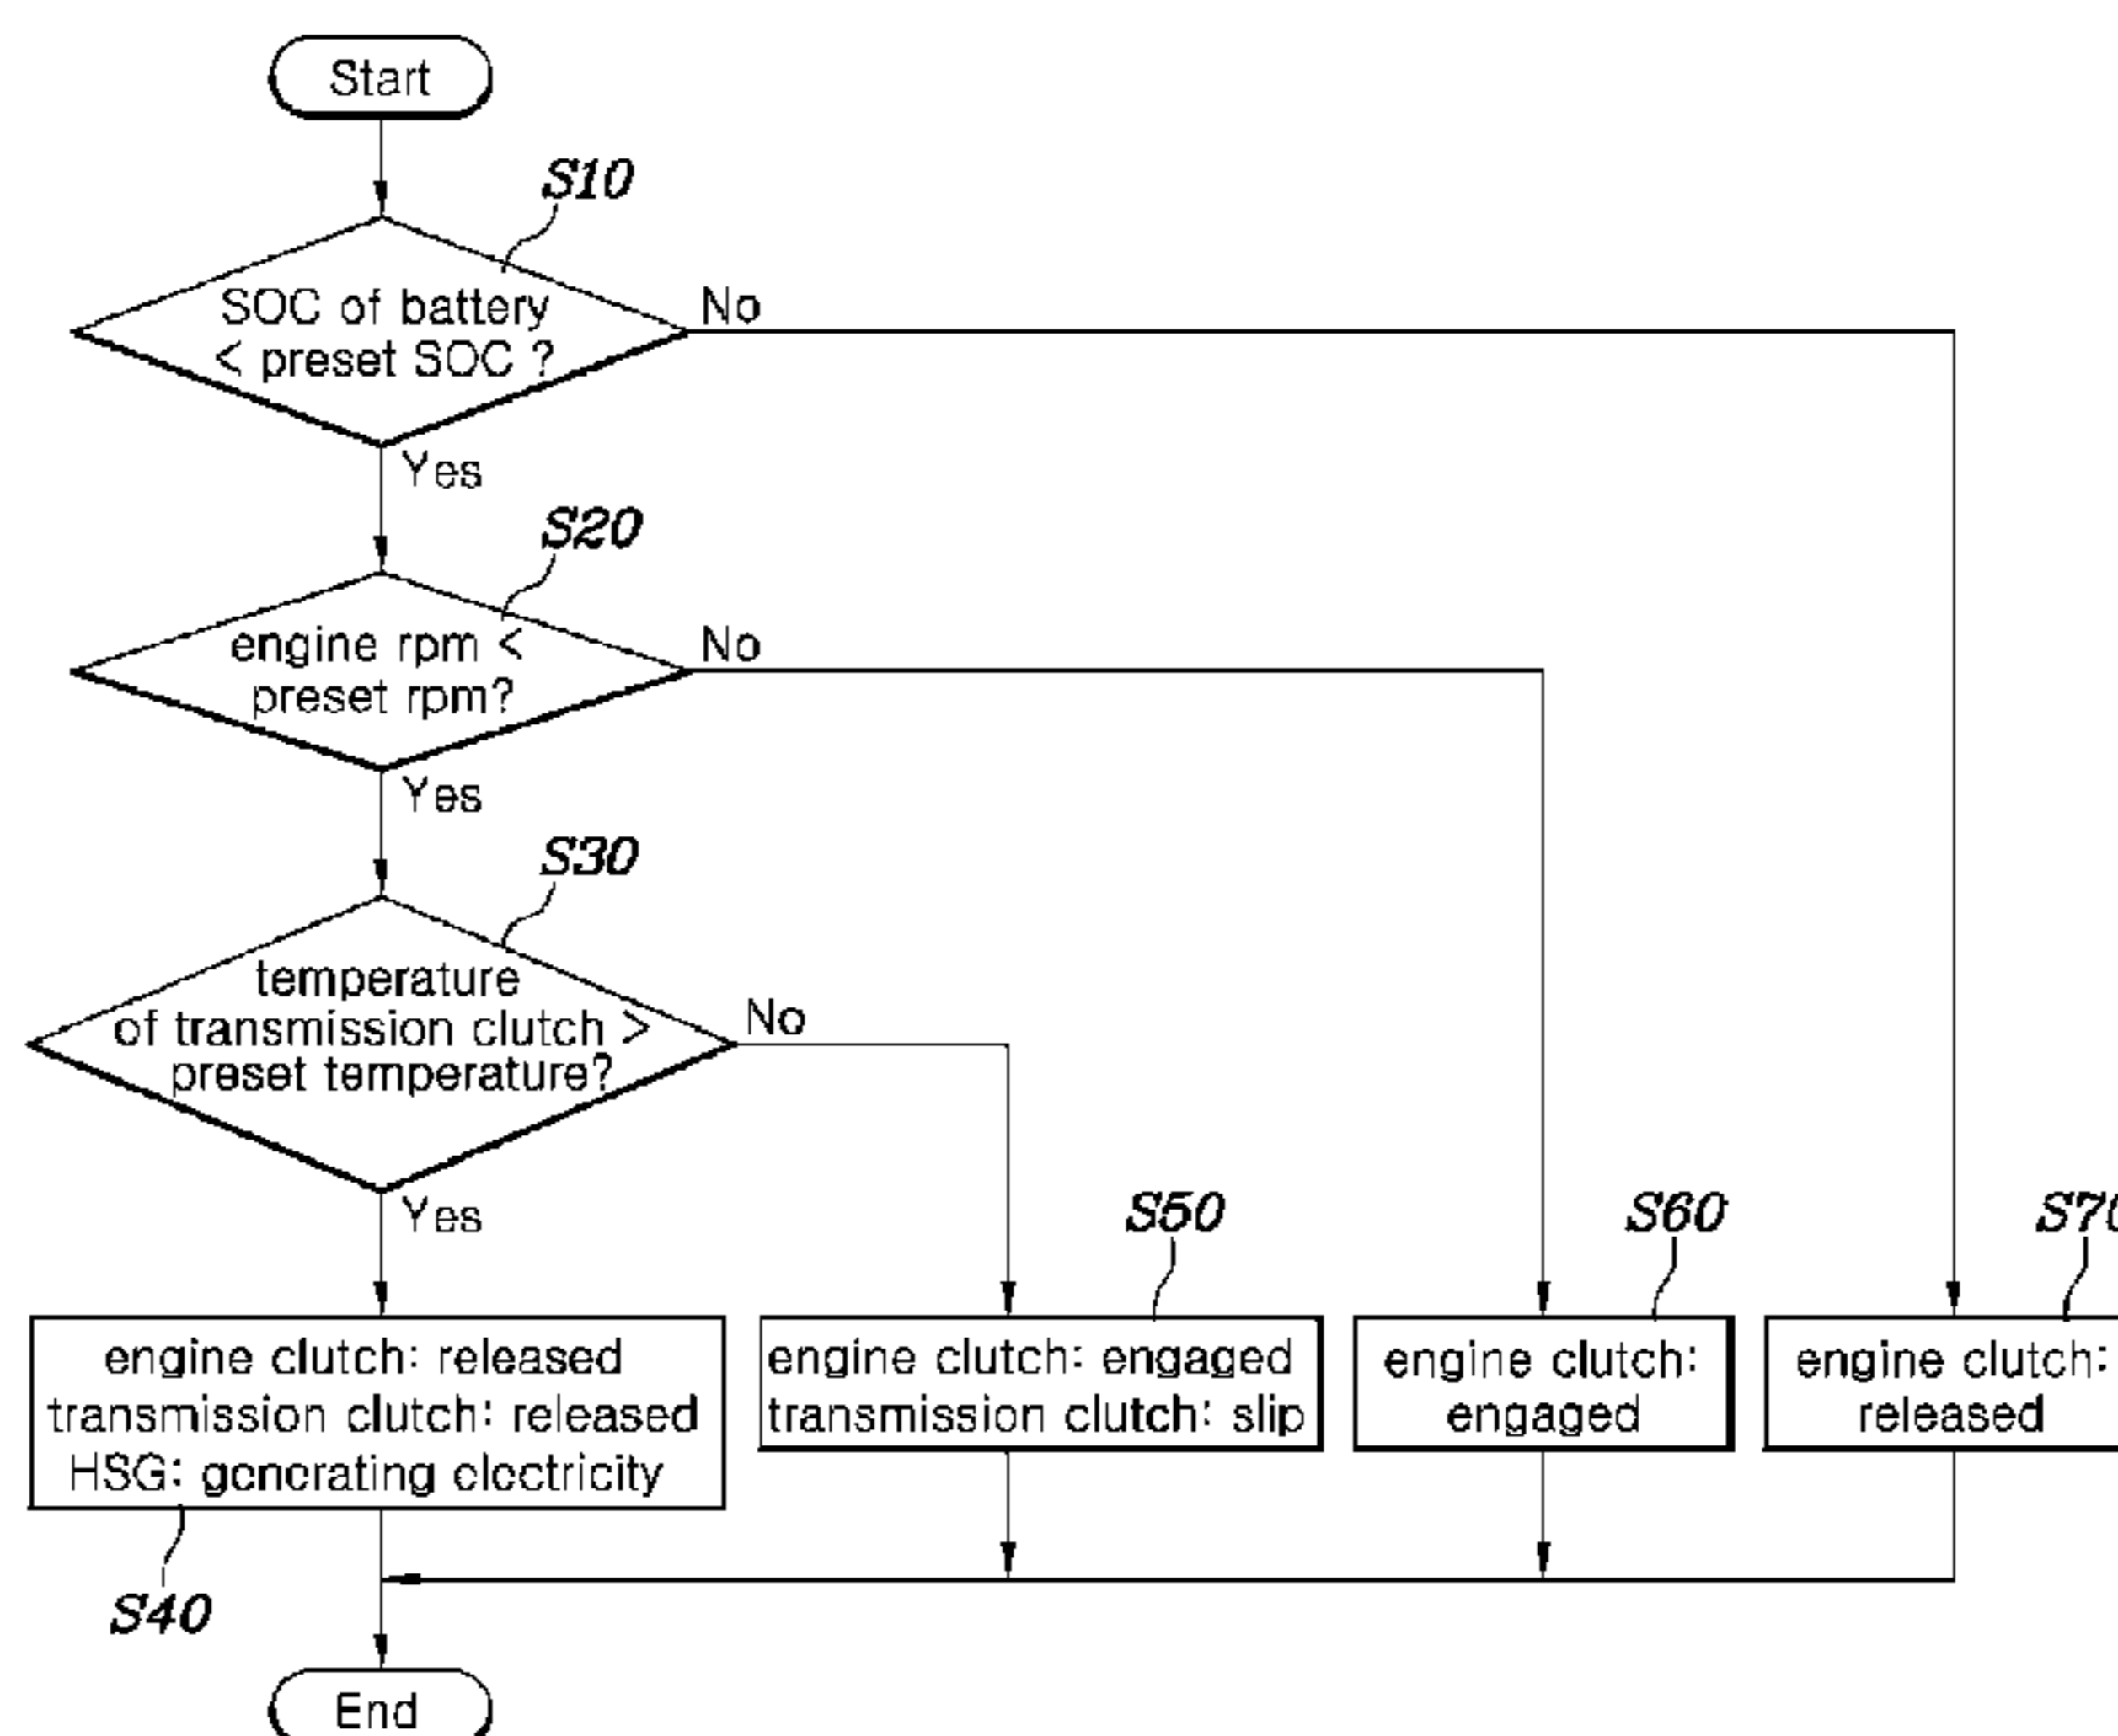 Start
S10
SOC of battery
< preset SOC ?
No
Yes
S20
engine rpm <
preset rpm?
No
Yes
S30
temperature
of transmission clutch >
preset temperature?
No
Yes
S50
S60
S70
engine clutch: released
transmission clutch: released
HSG: generating electricity
engine clutch: engaged
transmission clutch: slip
engine clutch:
engaged
engine clutch:
released
S40
End